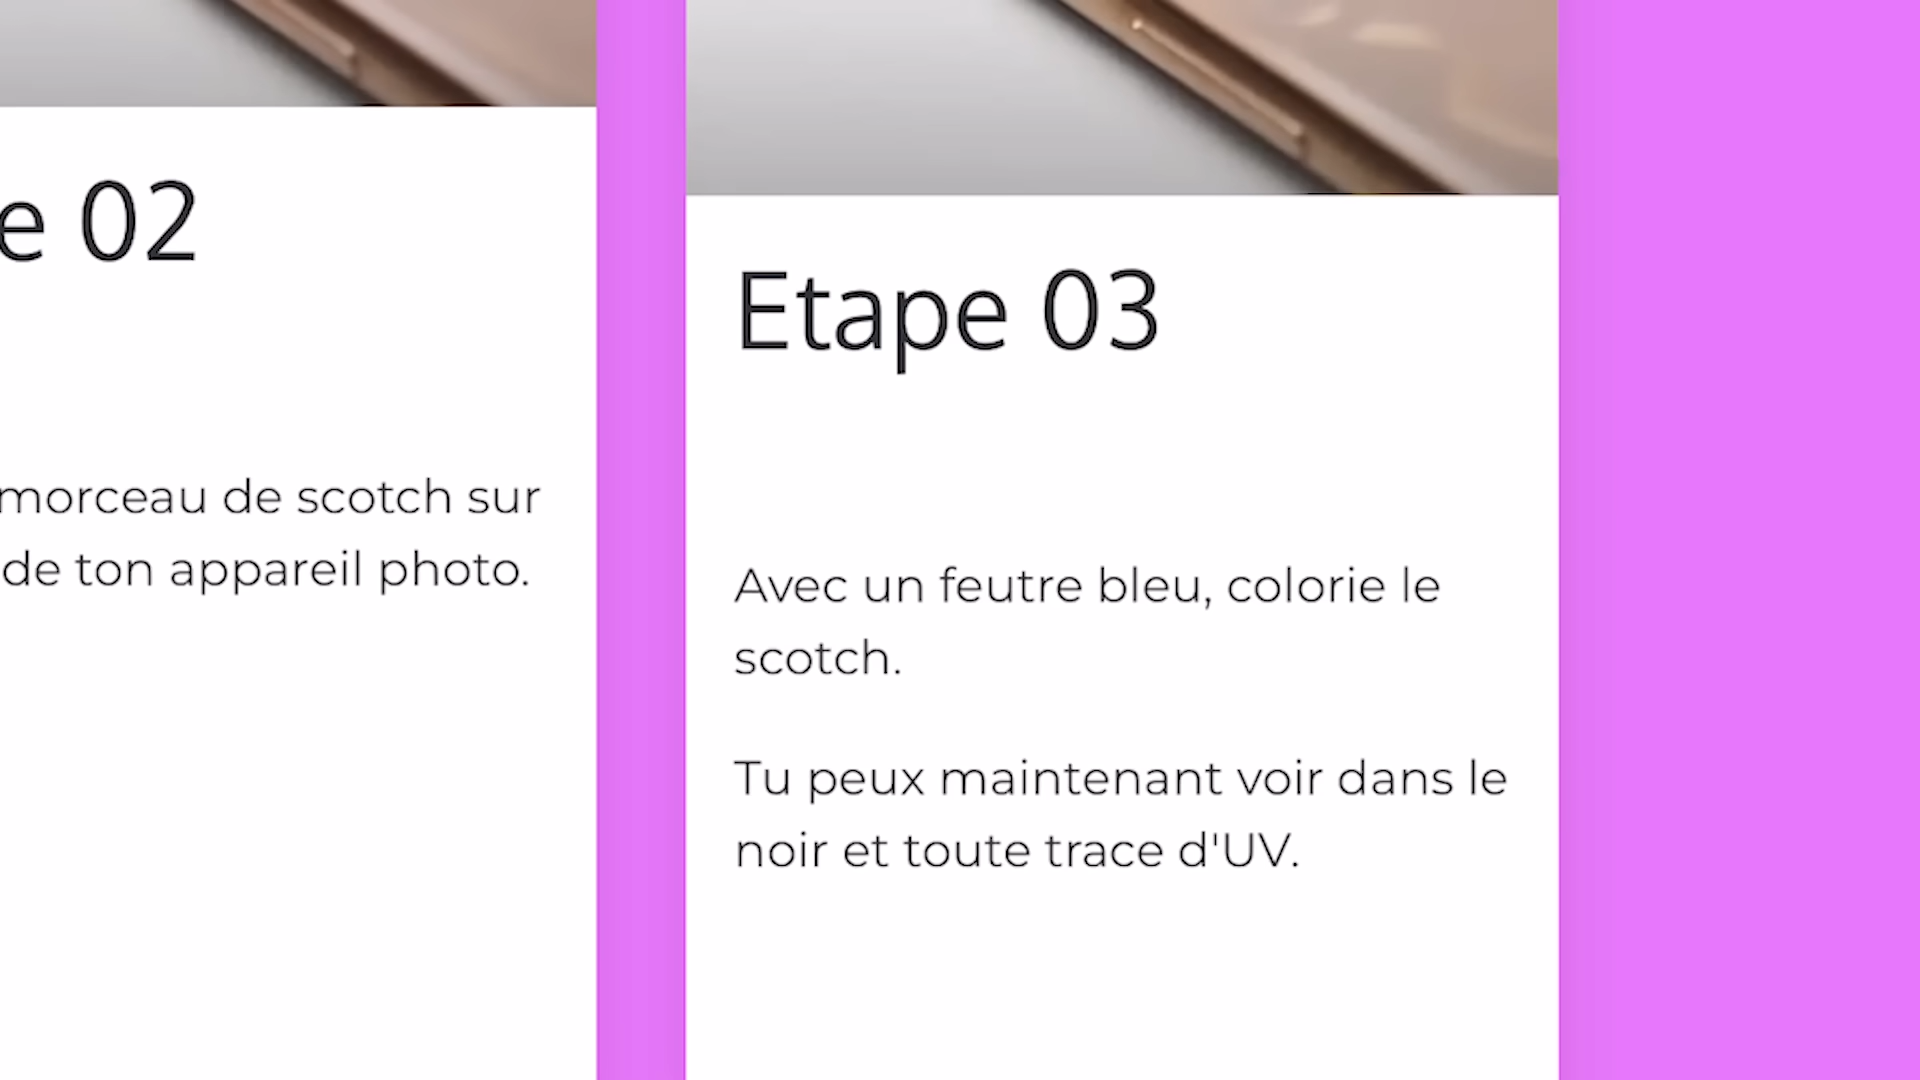 e 02
morceau de scotch sur
de ton appareil photo.
Etape 03
Avec un feutre bleu, colorie le
scotch.
Tu peux maintenant voir dans le
noir et toute trace d'UV.